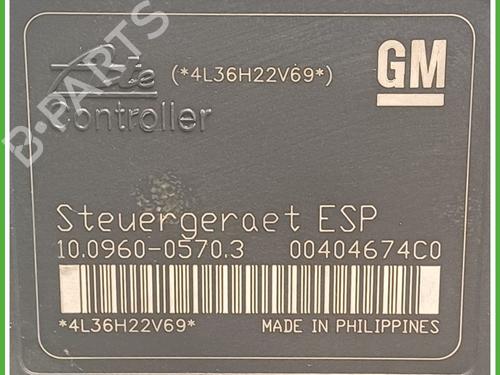 Ate (*4L36H22V69*) GM
Controller
Steuergeraet ESP
10.0960-0570.3 00404674C0
*4L36H22V69* MADE IN PHILIPPINES
B-PARTS